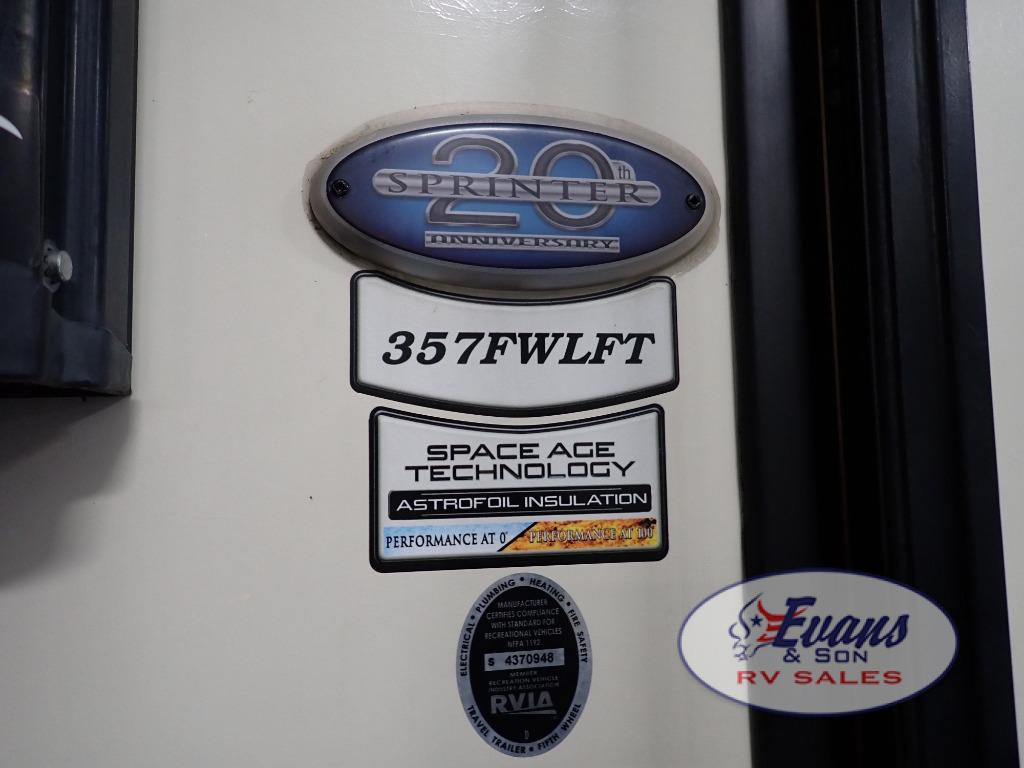 20th
SPRINTER
ANNIVERSARY
357FWLFT
SPACE AGE
TECHNOLOGY
ASTROFOIL INSULATION
PERFORMANCE AT 0° PERFORMANCE AT 100°
ELECTRICAL • PLUMBING • HEATING • FIRE SAFETY
MANUFACTURER
CERTIFIES COMPLIANCE
WITH STANDARD FOR
RECREATIONAL VEHICLES
NFPA 1192
S 4370948
MEMBER
RECREATION VEHICLE
INDUSTRY ASSOCIATION
RVIA
D
TRAVEL TRAILER • FIFTH WHEEL
Evans
& SON
RV SALES